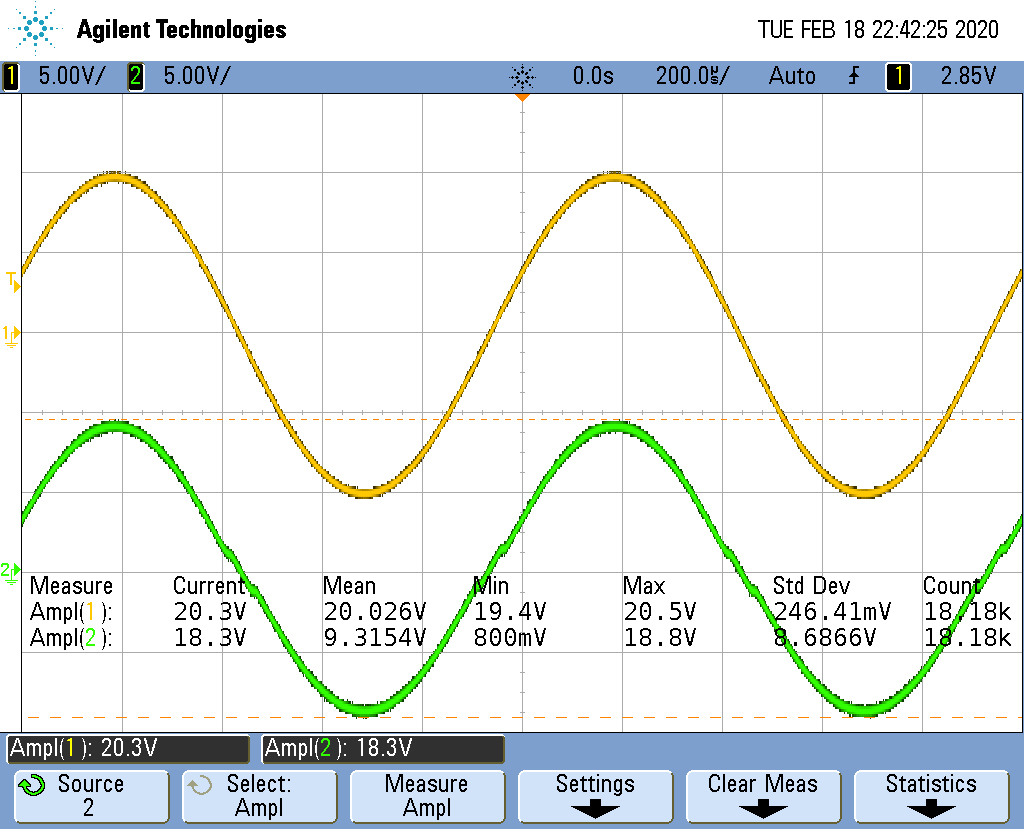 Agilent Technologies
TUE FEB 18 22:42:25 2020
1 5.00V/ 2 5.00V/ 0.0s 200.0µs/ Auto 1 2.85V
T
1
2
Measure Current Mean Min Max Std Dev Count
Ampl(1): 20.3V 20.026V 19.4V 20.5V 246.41mV 18.18k
Ampl(2): 18.3V 9.3154V 800mV 18.8V 8.6866V 18.18k
Ampl(1): 20.3V Ampl(2): 18.3V
Source
2
Select:
Ampl
Measure
Ampl
Settings
Clear Meas
Statistics